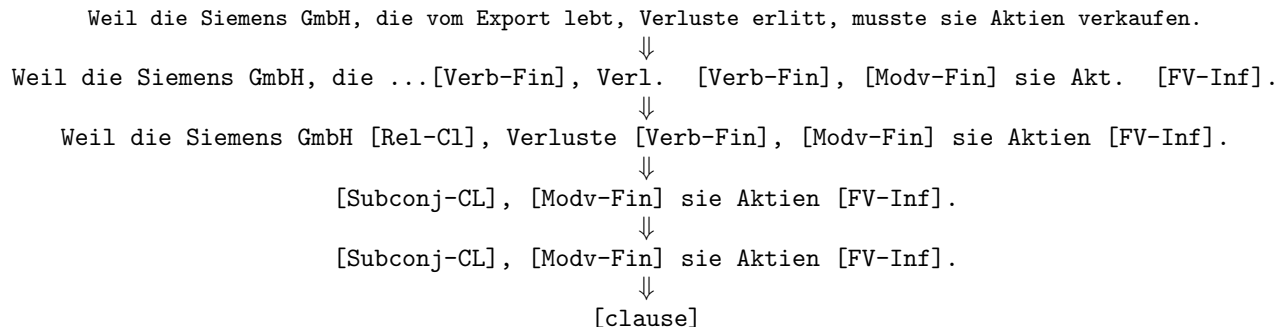 Weil die Siemens GmbH, die vom Export lebt, Verluste erlitt, musste sie Aktien verkaufen.
⇓
Weil die Siemens GmbH, die ...[Verb-Fin], Verl. [Verb-Fin], [Modv-Fin] sie Akt. [FV-Inf].
⇓
Weil die Siemens GmbH [Rel-Cl], Verluste [Verb-Fin], [Modv-Fin] sie Aktien [FV-Inf].
⇓
[Subconj-CL], [Modv-Fin] sie Aktien [FV-Inf].
⇓
[Subconj-CL], [Modv-Fin] sie Aktien [FV-Inf].
⇓
[clause]